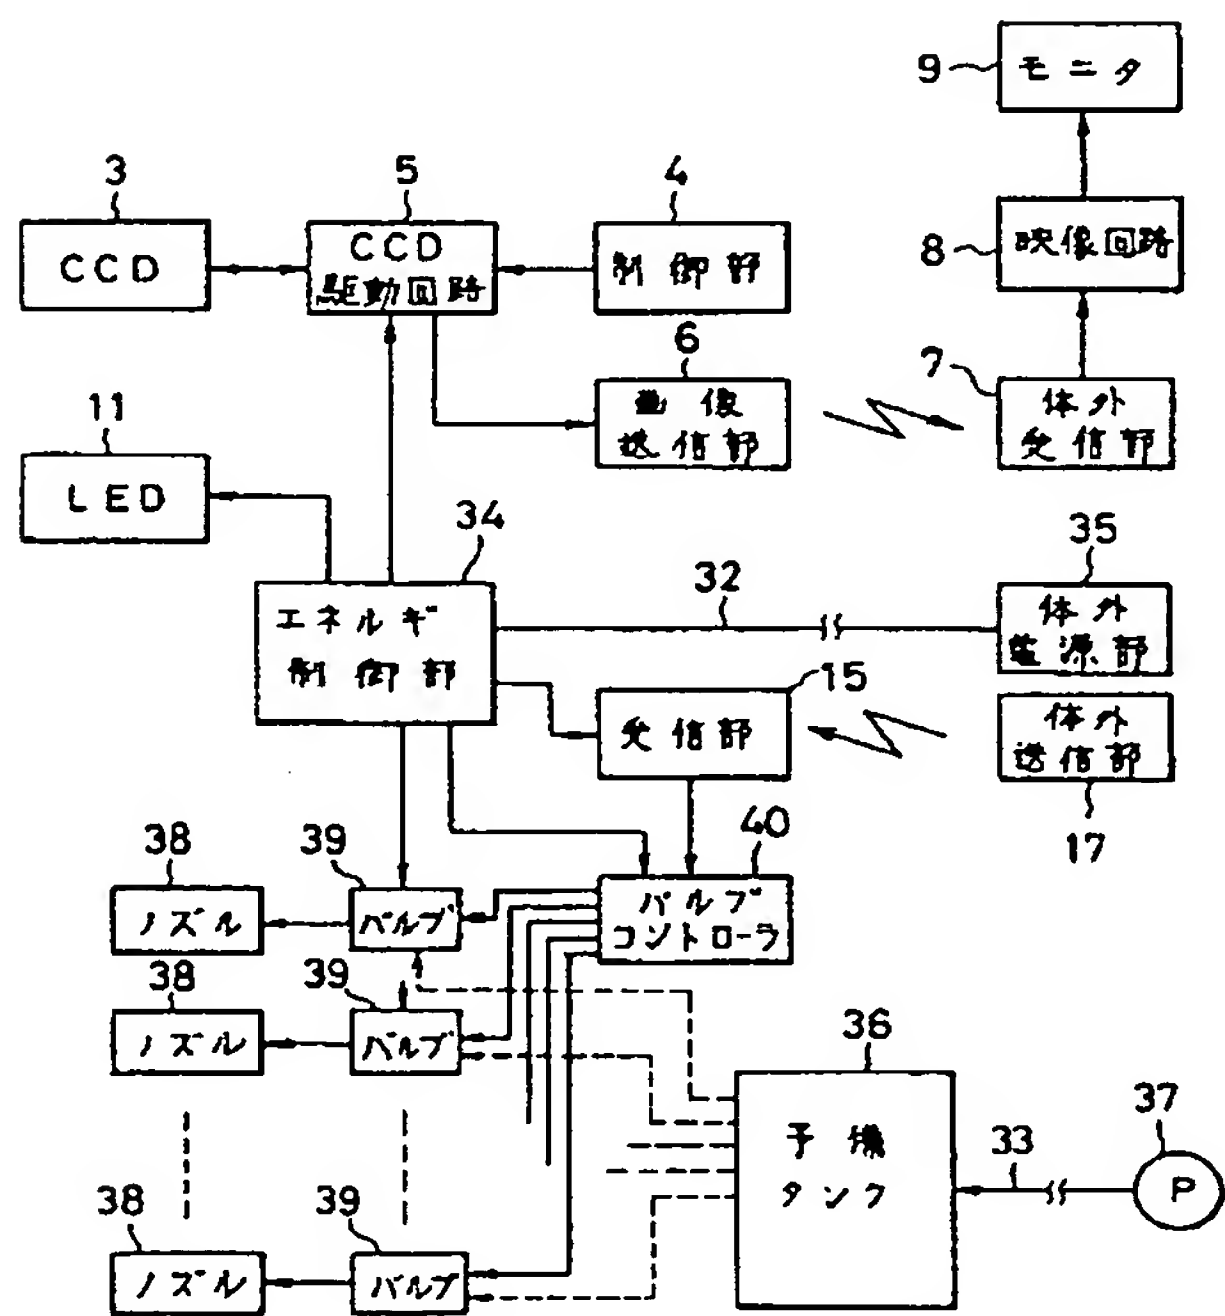 9
モニタ
3
5
4
CCD
CCD
駆動回路
制御部
8
映像回路
6
7
画像
送信部
体外
受信部
11
LED
34
32
35
エネルギ
制御部
体外
電源部
15
受信部
体外
送信部
17
40
38
39
ノズル
バルブ
バルブ
コントローラ
38
39
ノズル
バルブ
36
37
予備
タンク
33
P
38
39
ノズル
バルブ